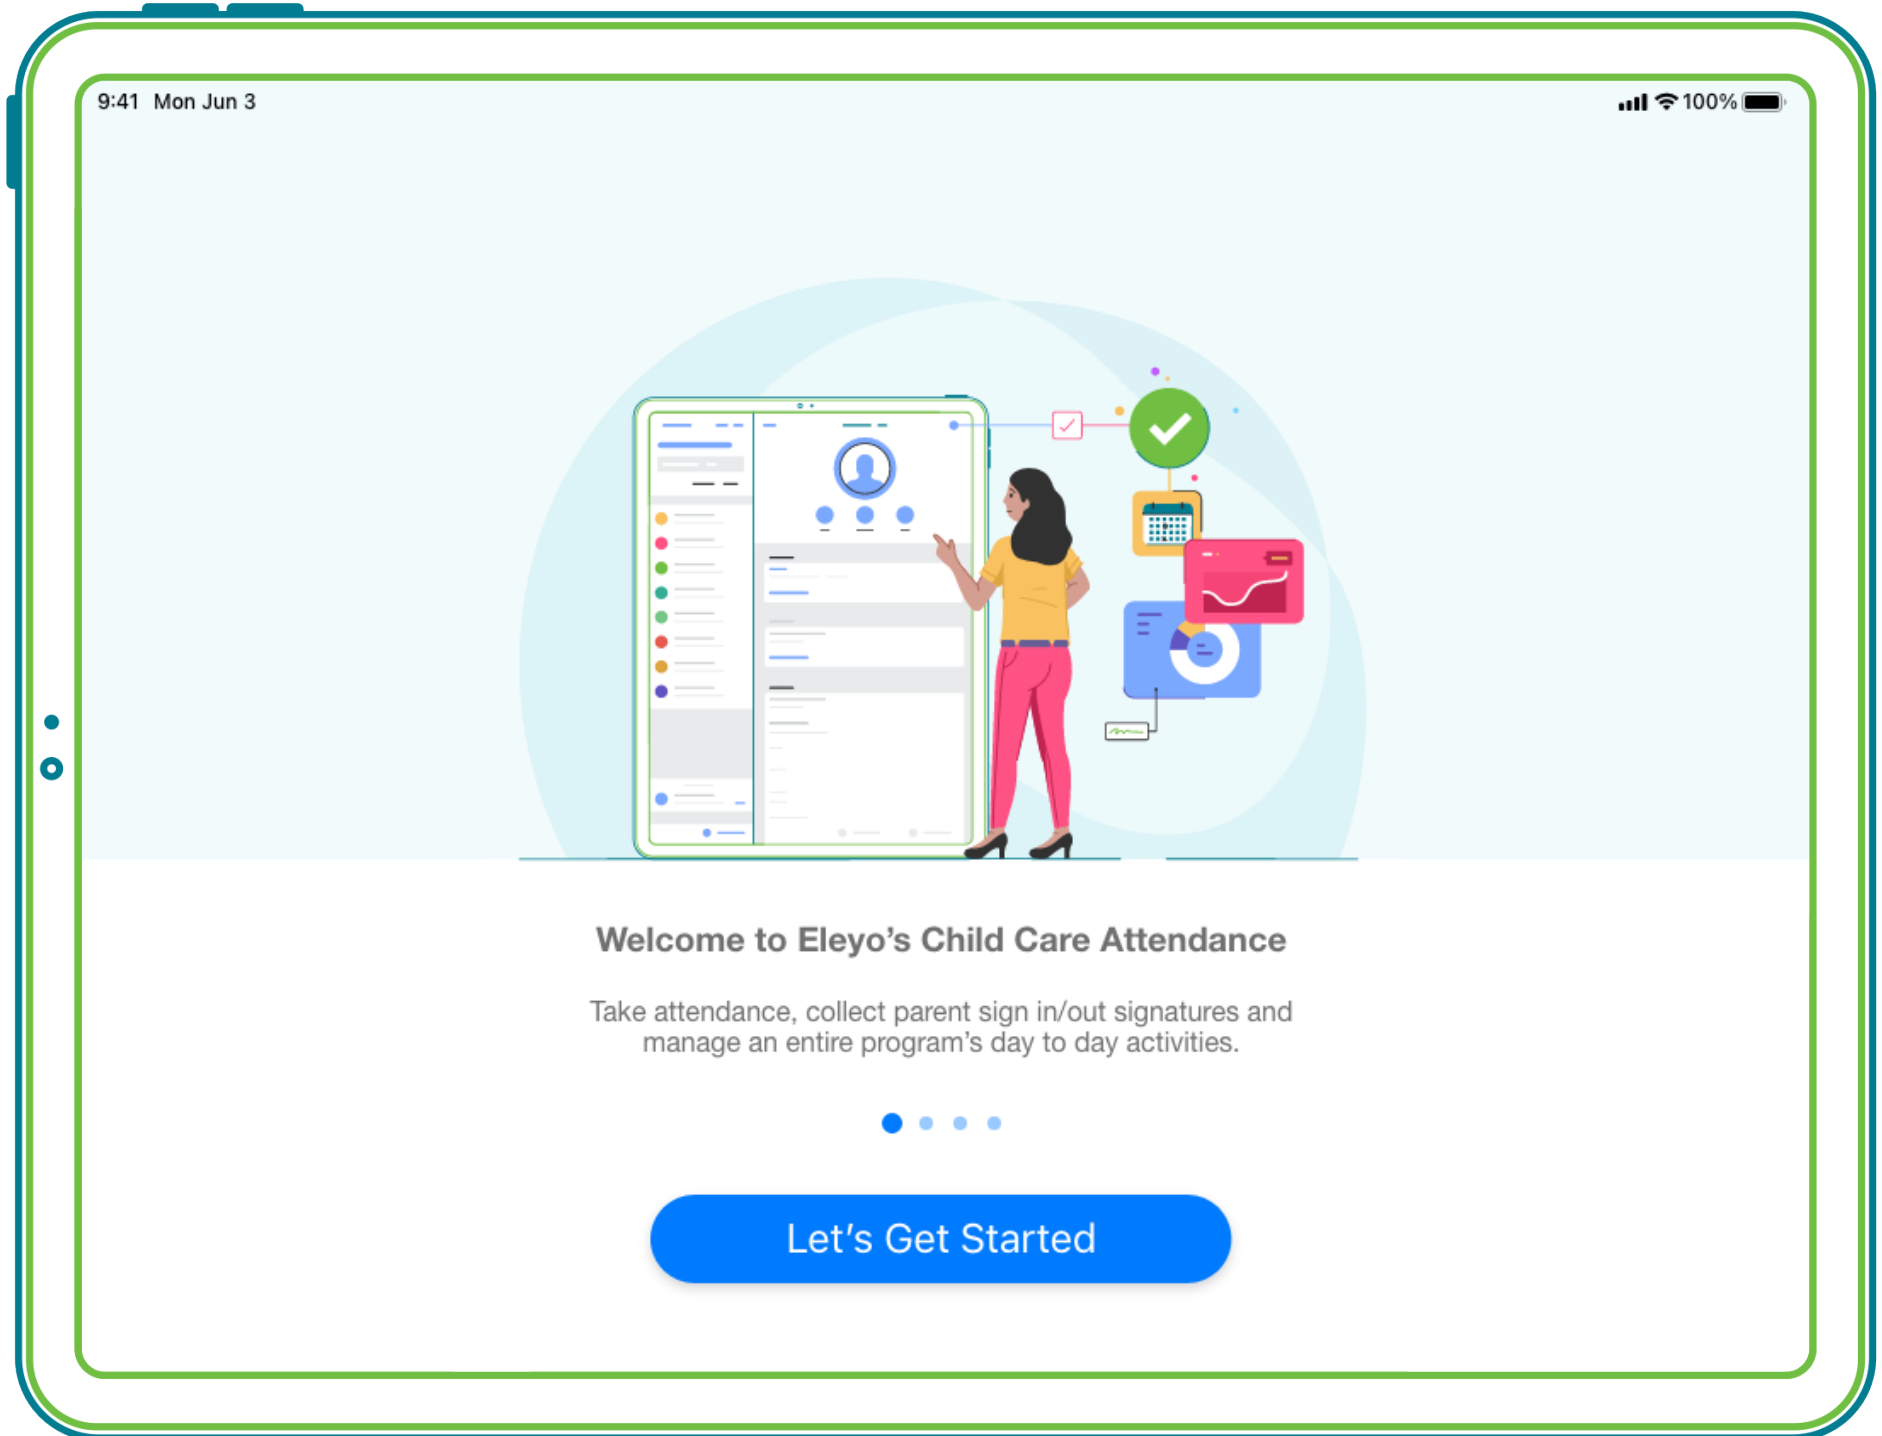 9:41 Mon Jun 3
100%
Welcome to Eleyo’s Child Care Attendance
Take attendance, collect parent sign in/out signatures and
manage an entire program’s day to day activities.
Let’s Get Started